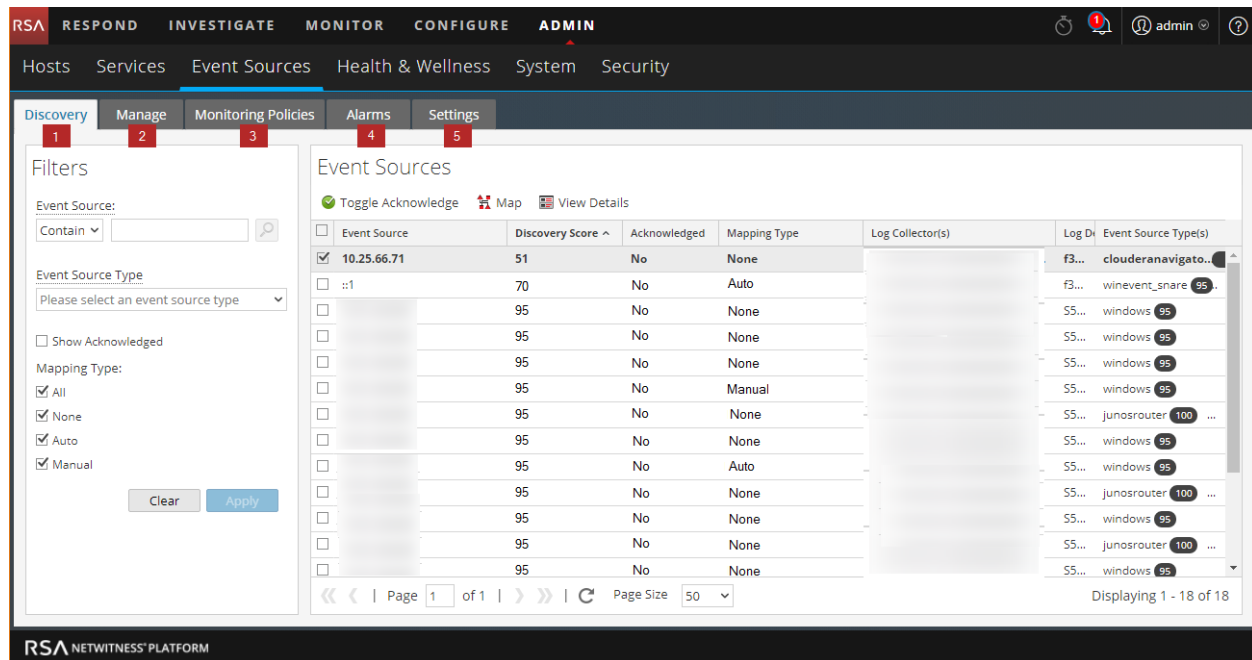 RSA RESPOND INVESTIGATE MONITOR CONFIGURE ADMIN 1 admin ?
Hosts Services Event Sources Health & Wellness System Security
Discovery Manage Monitoring Policies Alarms Settings
1 2 3 4 5
Filters
Event Source:
Contain
Event Source Type
Please select an event source type
Show Acknowledged
Mapping Type:
All
None
Auto
Manual
Clear Apply
Event Sources
Toggle Acknowledge Map View Details
Event Source Discovery Score Acknowledged Mapping Type Log Collector(s) Log De Event Source Type(s)
10.25.66.71 51 No None f3... clouderanavigato..
::1 70 No Auto f3... winevent_snare 95 ..
95 No None S5... windows 95
95 No None S5... windows 95
95 No None S5... windows 95
95 No Manual S5... windows 95
95 No None S5... junosrouter 100 ...
95 No None S5... windows 95
95 No Auto S5... windows 95
95 No None S5... junosrouter 100 ...
95 No None S5... windows 95
95 No None S5... junosrouter 100 ...
95 No None S5... windows 95
Page 1 of 1 Page Size 50 Displaying 1 - 18 of 18
RSA NETWITNESS® PLATFORM